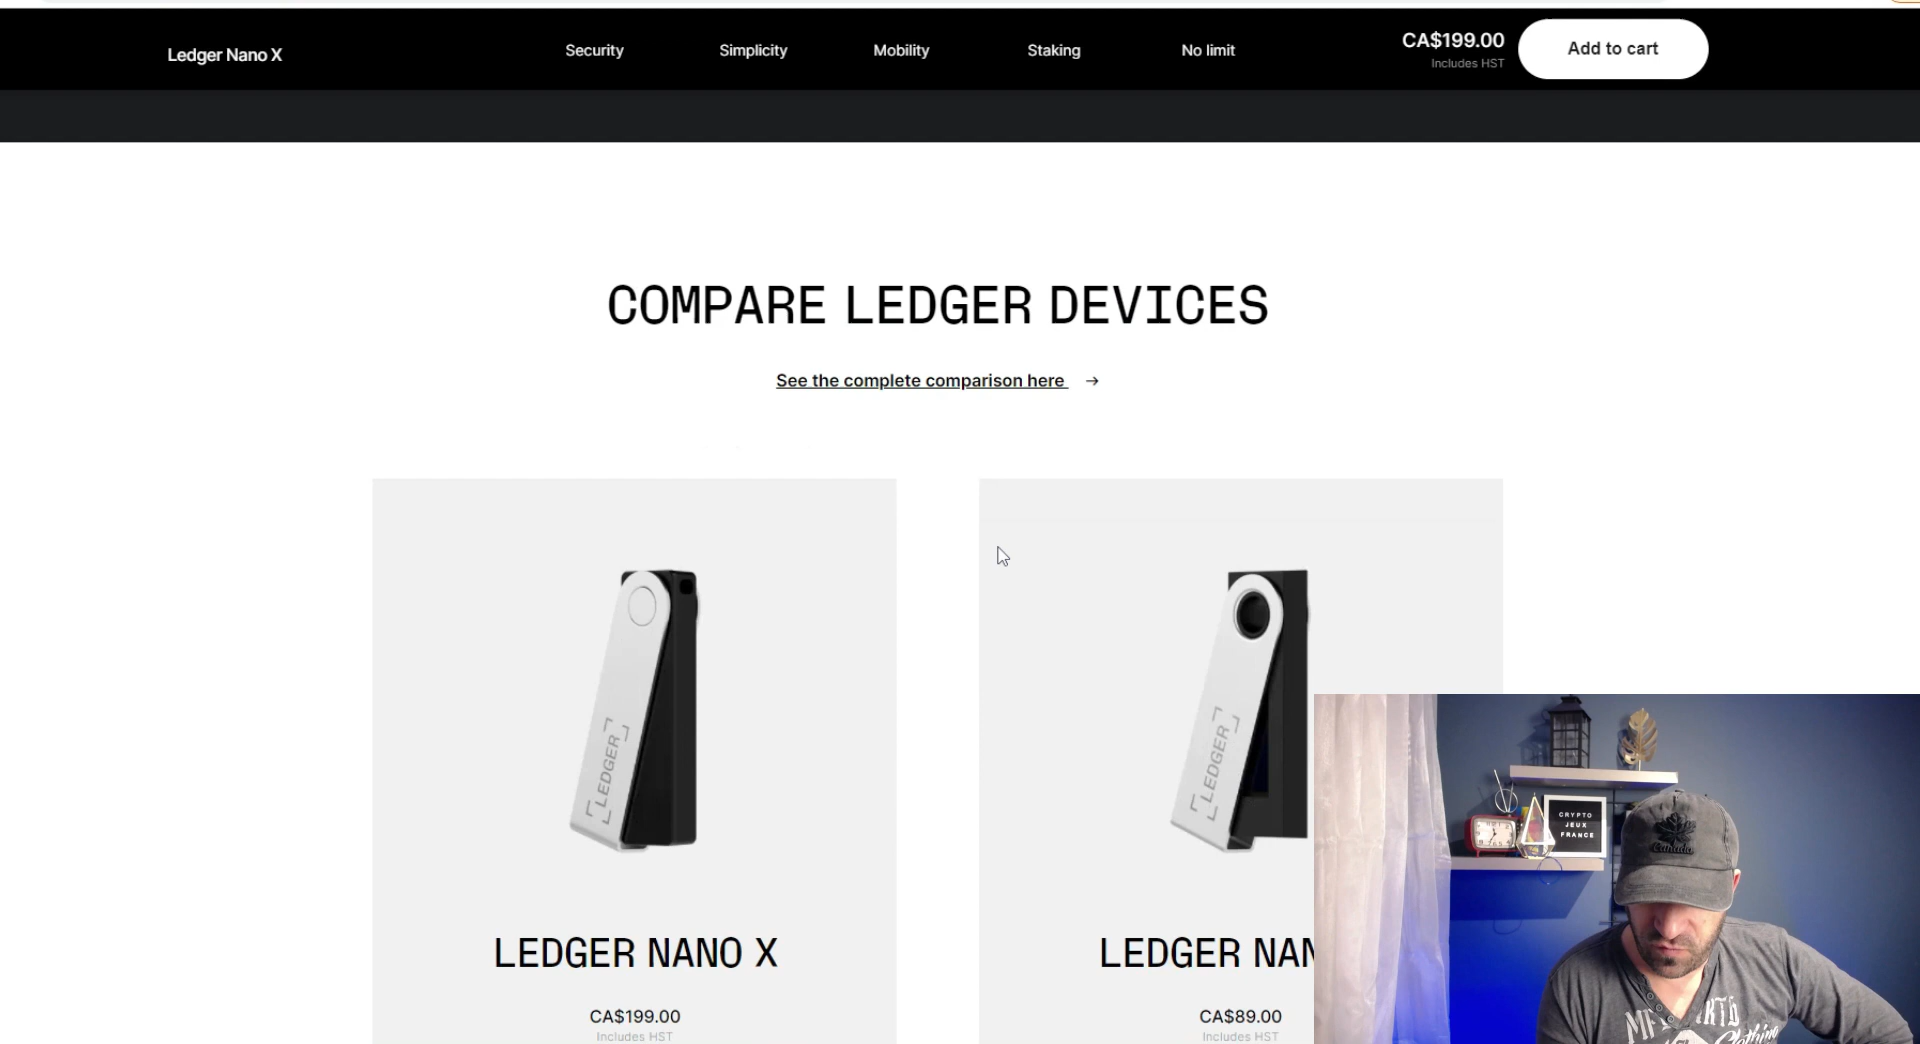 Ledger Nano X
Security
Simplicity
Mobility
Staking
No limit
CA$199.00
Includes HST
Add to cart
COMPARE LEDGER DEVICES
See the complete comparison here →
LEDGER
LEDGER
LEDGER NANO X
CA$199.00
Includes HST
LEDGER NAN
CA$89.00
Includes HST
CRYPTO
JEUX
FRANCE
Canada
Clothing